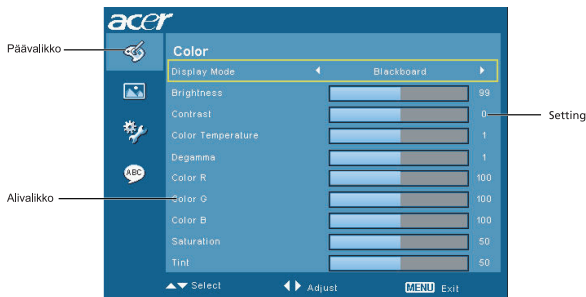 acer
Päävalikko
Color
Display Mode Blackboard
Brightness 99
Contrast 0
Setting
Color Temperature 1
ABC
Degamma 1
Color R 100
Alivalikko
Color G 100
Color B 100
Saturation 50
Tint 50
Select Adjust MENU Exit